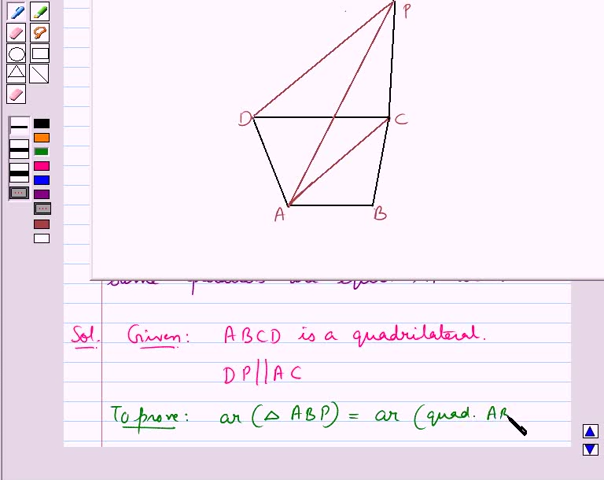 P
D
C
A
B
Sol. Given: ABCD is a quadrilateral.
DP||AC
To prove: ar (△ ABP) = ar (quad. AB